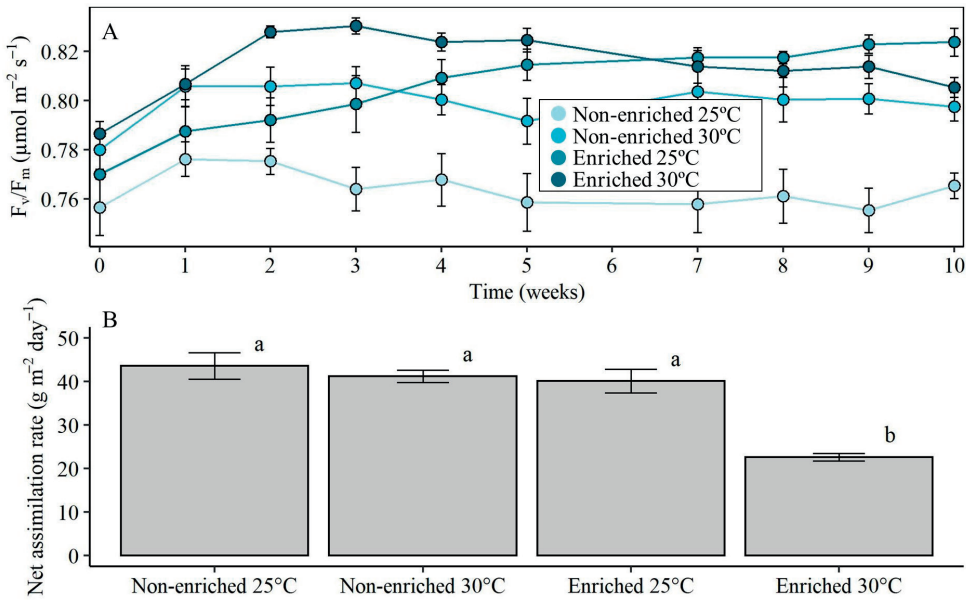 A
F_v/F_m (µmol m⁻² s⁻¹)
0.82
0.80
0.78
0.76
Non-enriched 25ºC
Non-enriched 30ºC
Enriched 25ºC
Enriched 30ºC
0 1 2 3 4 5 6 7 8 9 10
Time (weeks)
B
Net assimilation rate (g m⁻² day⁻¹)
50
40
30
20
10
0
a a a b
Non-enriched 25°C Non-enriched 30°C Enriched 25°C Enriched 30°C